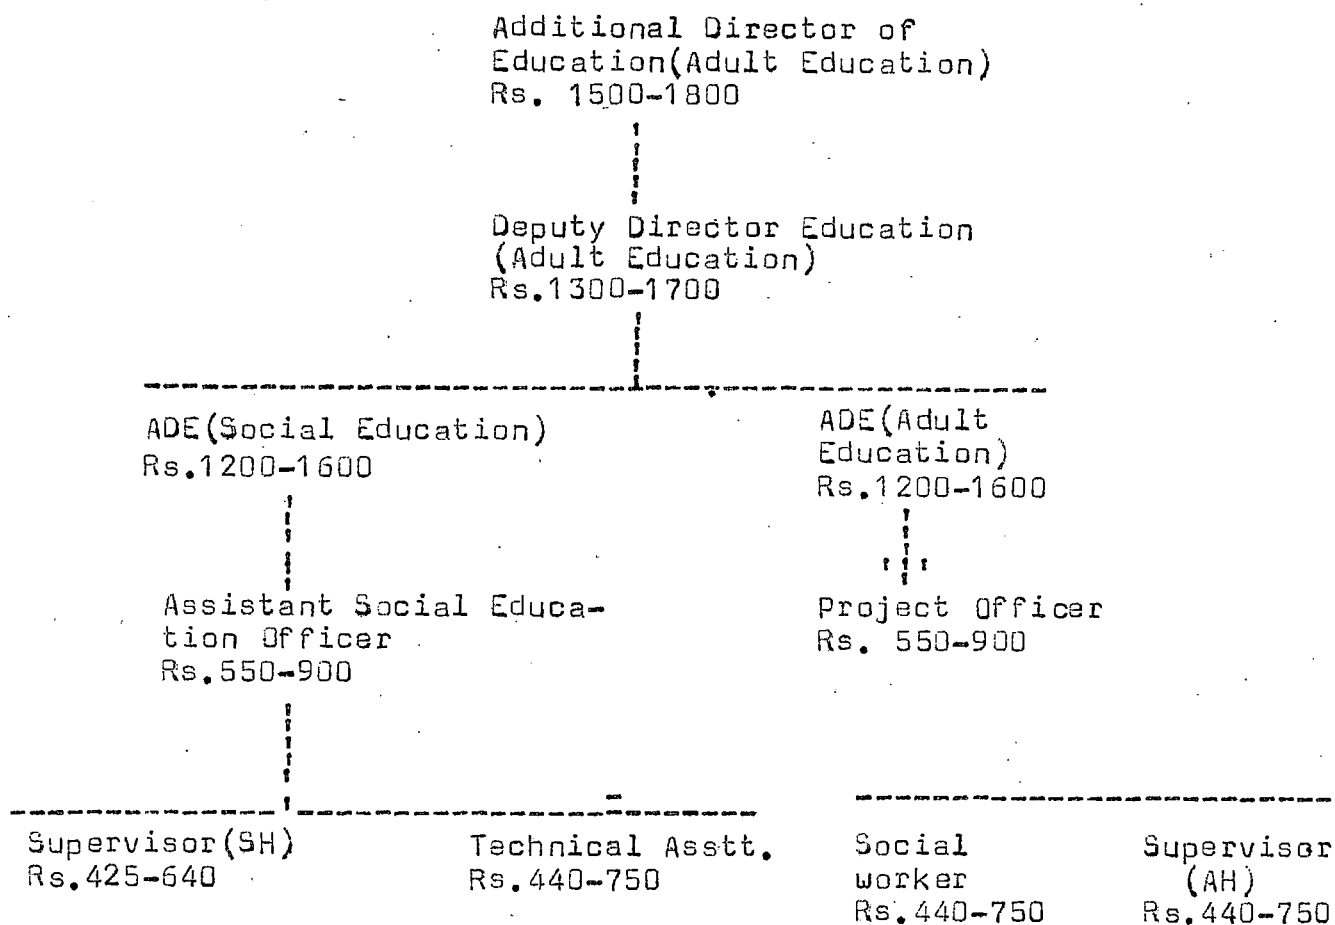 Additional Director of
Education(Adult Education)
Rs. 1500-1800
Deputy Director Education
(Adult Education)
Rs.1300-1700
ADE(Social Education)
Rs.1200-1600
ADE(Adult
Education)
Rs.1200-1600
Assistant Social Educa-
tion Officer
Rs.550-900
Project Officer
Rs. 550-900
Supervisor(SH)
Rs.425-640
Technical Asstt.
Rs.440-750
Social
worker
Rs.440-750
Supervisor
(AH)
Rs.440-750